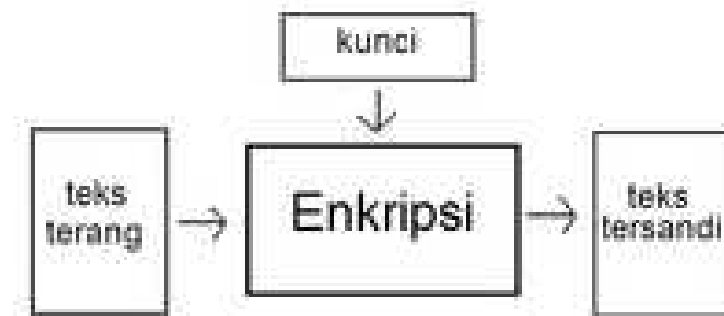 kunci
teks
terang
Enkripsi
teks
tersandi